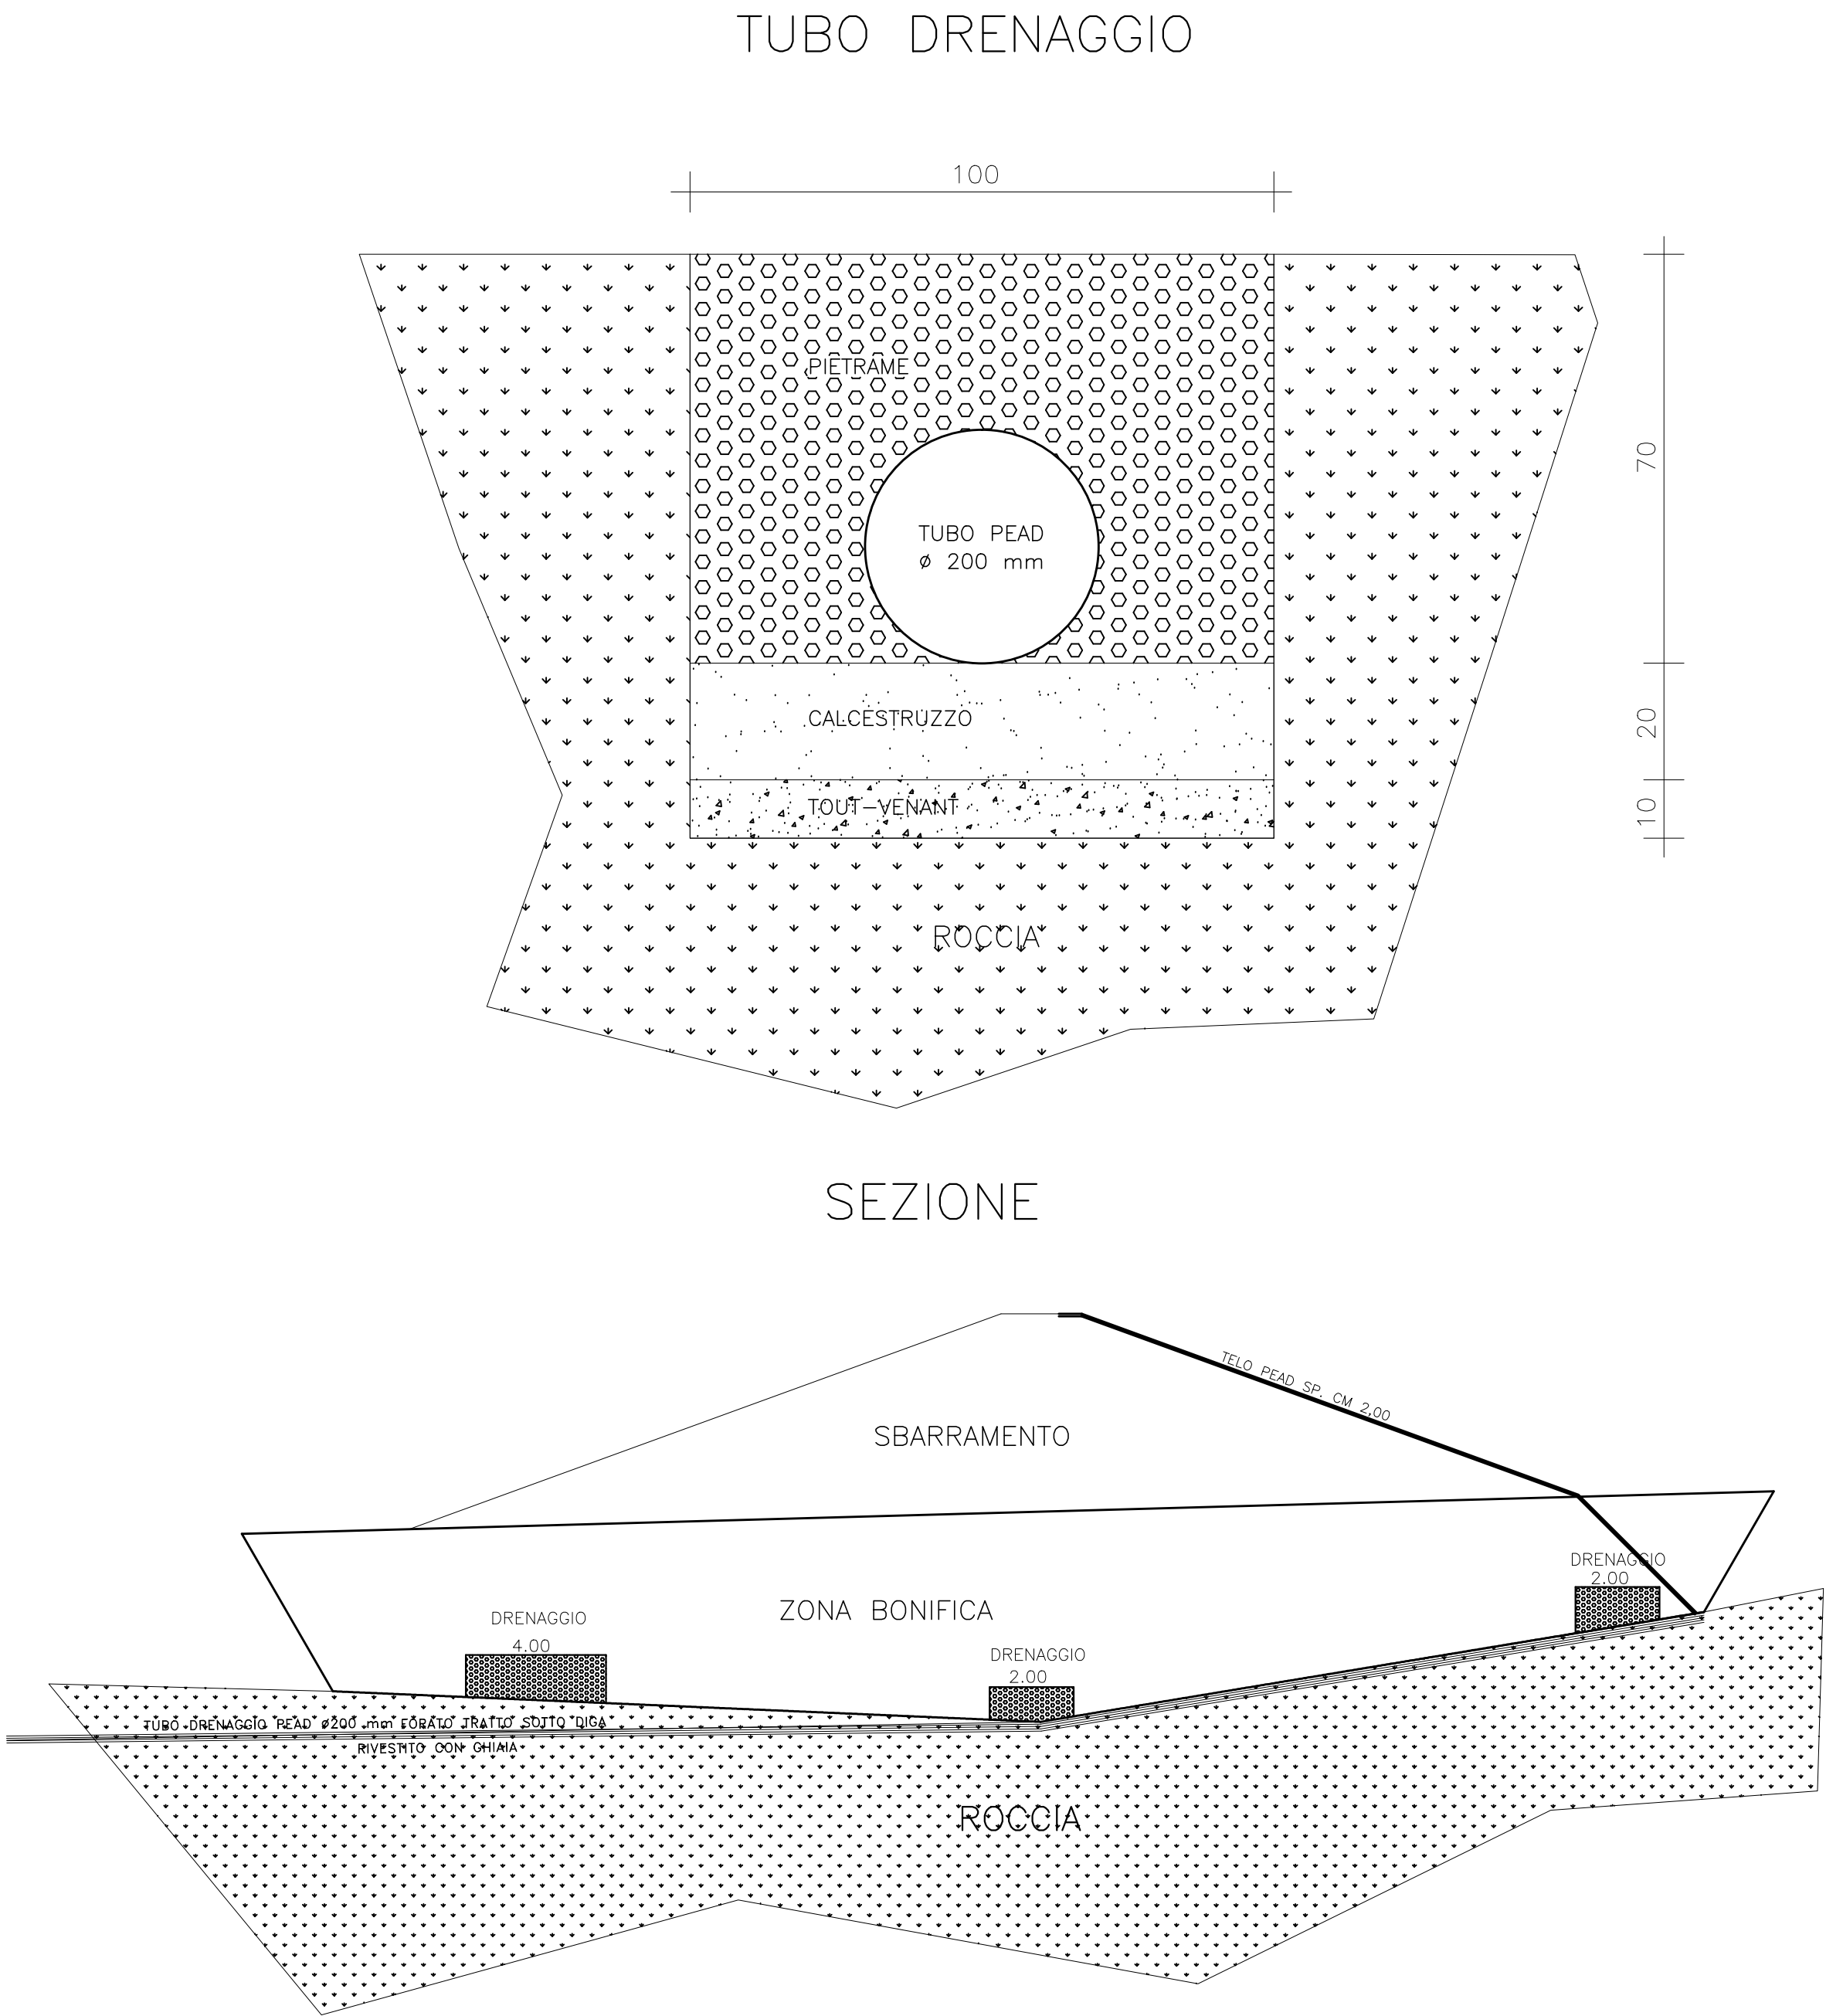 TUBO DRENAGGIO
100
PIETRAME
70
TUBO PEAD
ø 200 mm
CALCESTRUZZO
20
TOUT-VENANT
10
ROCCIA
SEZIONE
TELO PEAD SP. CM 2,00
SBARRAMENTO
DRENAGGIO
2.00
ZONA BONIFICA
DRENAGGIO
4.00
DRENAGGIO
2.00
TUBO DRENAGGIO PEAD ø200 mm FORATO TRATTO SOTTO DIGA
RIVESTITO CON GHIAIA
ROCCIA